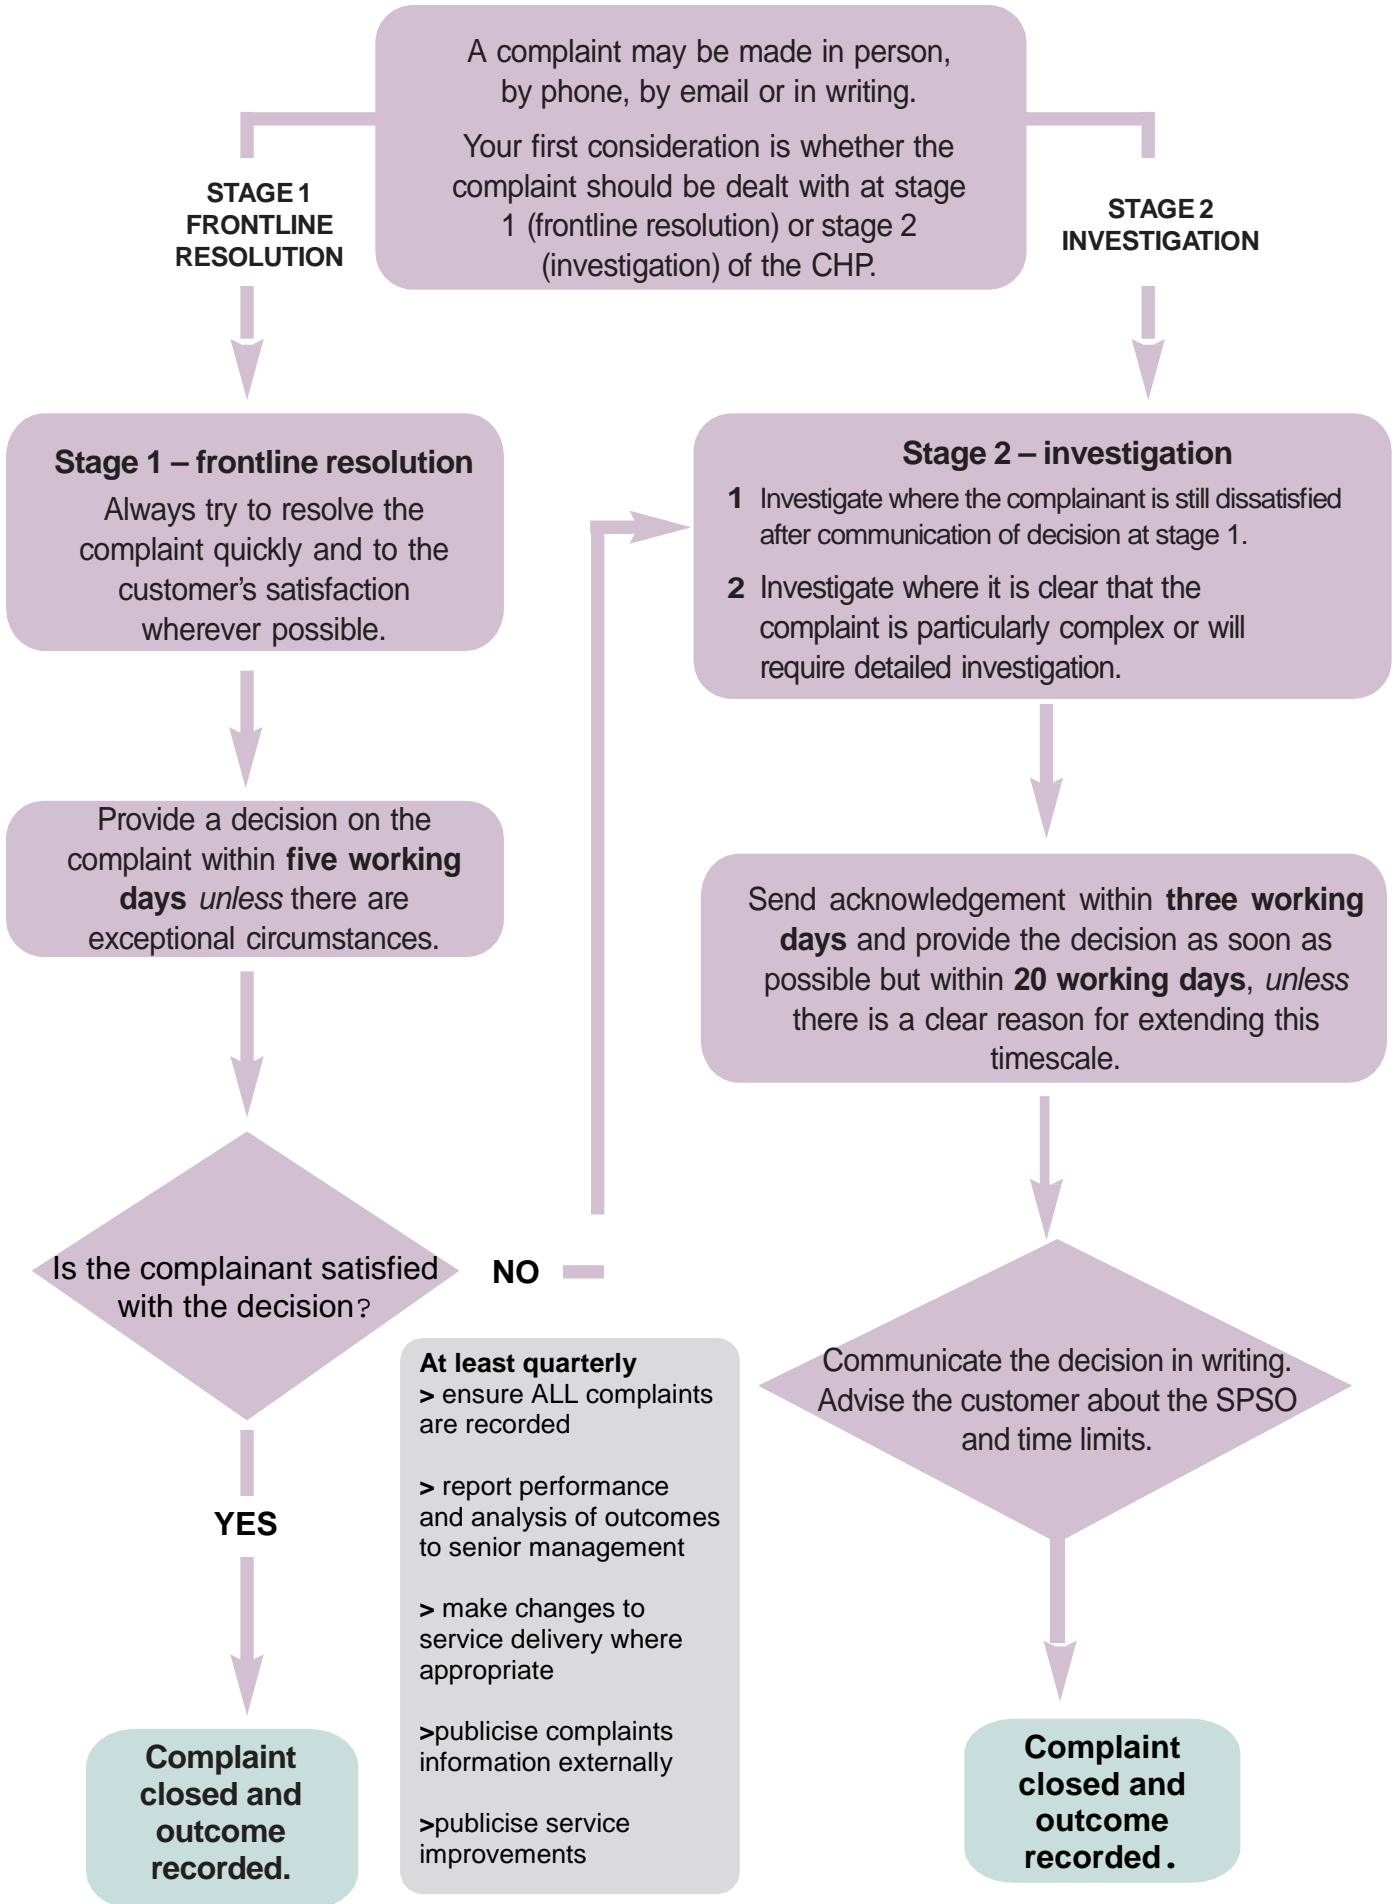 A complaint may be made in person,
by phone, by email or in writing.
Your first consideration is whether the
complaint should be dealt with at stage
1 (frontline resolution) or stage 2
(investigation) of the CHP.
STAGE 1
FRONTLINE
RESOLUTION
STAGE 2
INVESTIGATION
Stage 1 – frontline resolution
Always try to resolve the
complaint quickly and to the
customer’s satisfaction
wherever possible.
Stage 2 – investigation
1 Investigate where the complainant is still dissatisfied
after communication of decision at stage 1.
2 Investigate where it is clear that the
complaint is particularly complex or will
require detailed investigation.
Provide a decision on the
complaint within five working
days unless there are
exceptional circumstances.
Send acknowledgement within three working
days and provide the decision as soon as
possible but within 20 working days, unless
there is a clear reason for extending this
timescale.
Is the complainant satisfied
with the decision?
NO
YES
At least quarterly
> ensure ALL complaints
are recorded
> report performance
and analysis of outcomes
to senior management
> make changes to
service delivery where
appropriate
>publicise complaints
information externally
>publicise service
improvements
Communicate the decision in writing.
Advise the customer about the SPSO
and time limits.
Complaint
closed and
outcome
recorded.
Complaint
closed and
outcome
recorded.